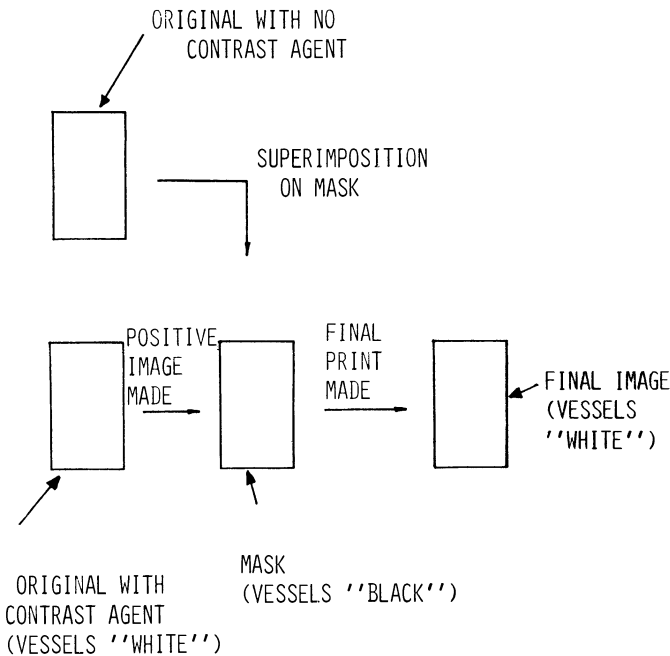 ORIGINAL WITH NO
CONTRAST AGENT
SUPERIMPOSITION
ON MASK
POSITIVE
IMAGE
MADE
FINAL
PRINT
MADE
FINAL IMAGE
(VESSELS
''WHITE'')
MASK
(VESSELS ''BLACK'')
ORIGINAL WITH
CONTRAST AGENT
(VESSELS ''WHITE'')